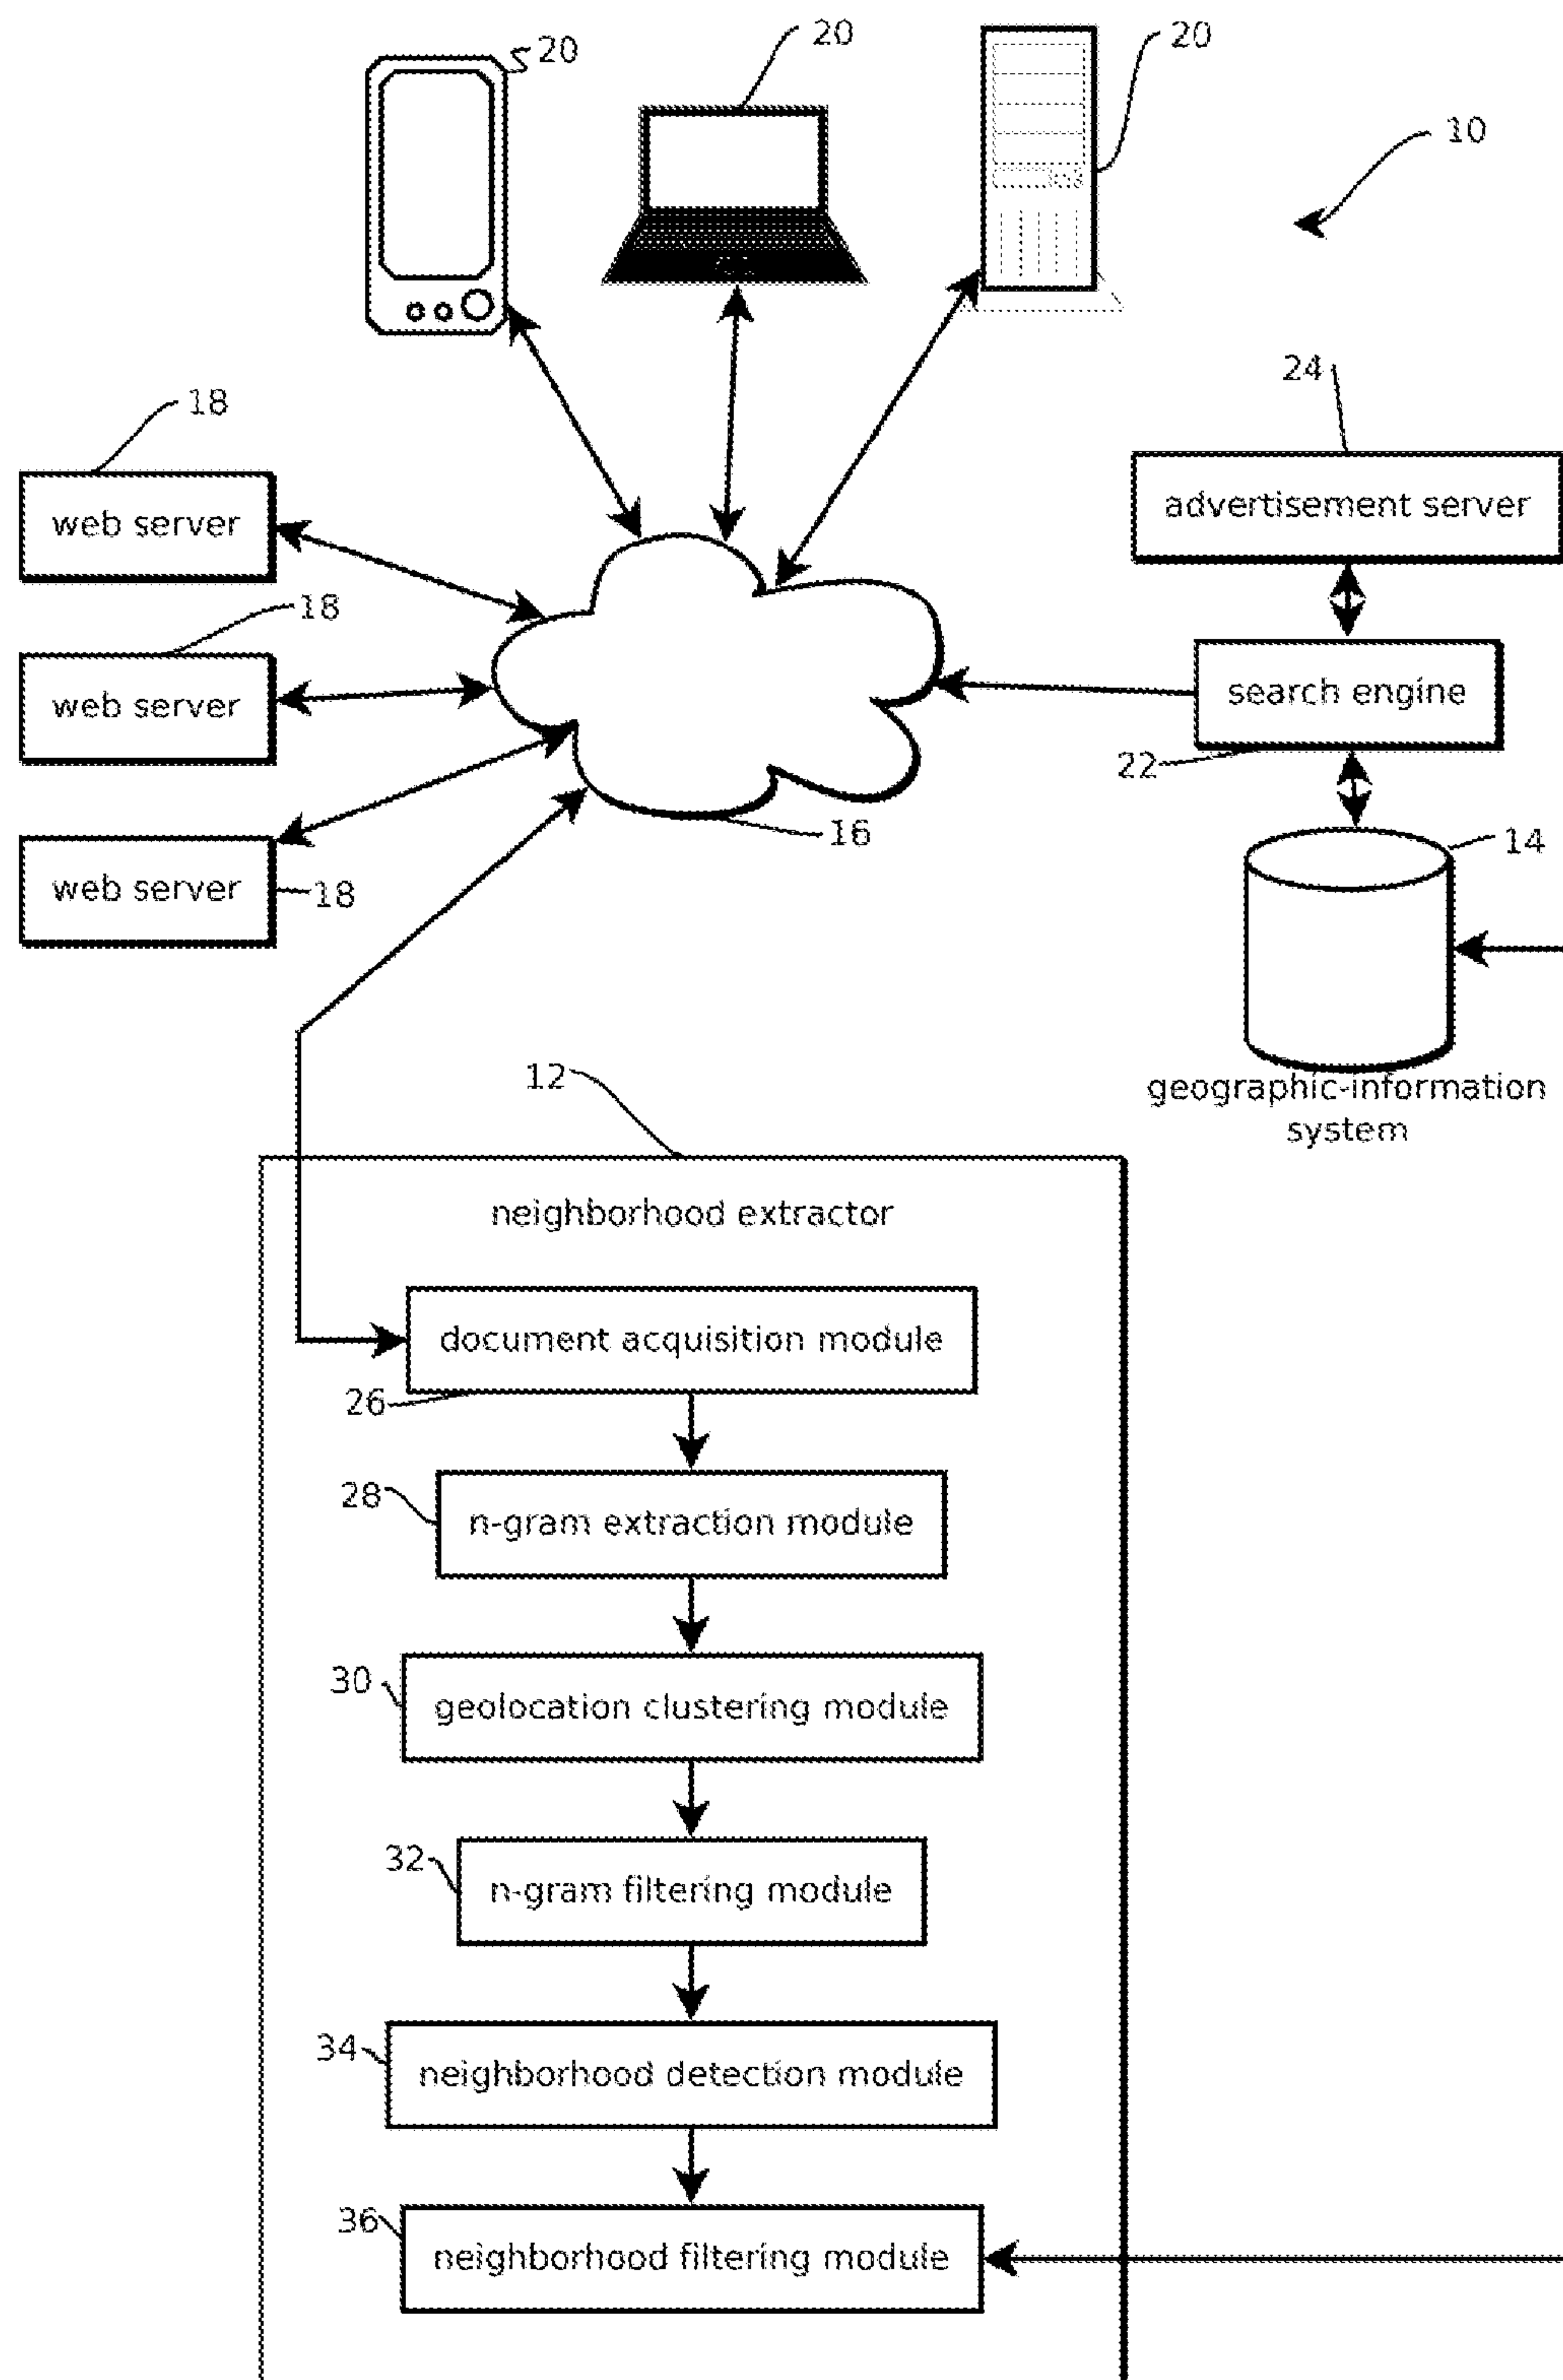 20
20
20
10
18
24
web server
advertisement server
18
web server
search engine
22
16
14
web server
18
geographic-information
system
12
neighborhood extractor
document acquisition module
26
28
n-gram extraction module
30
geolocation clustering module
32
n-gram filtering module
34
neighborhood detection module
36
neighborhood filtering module